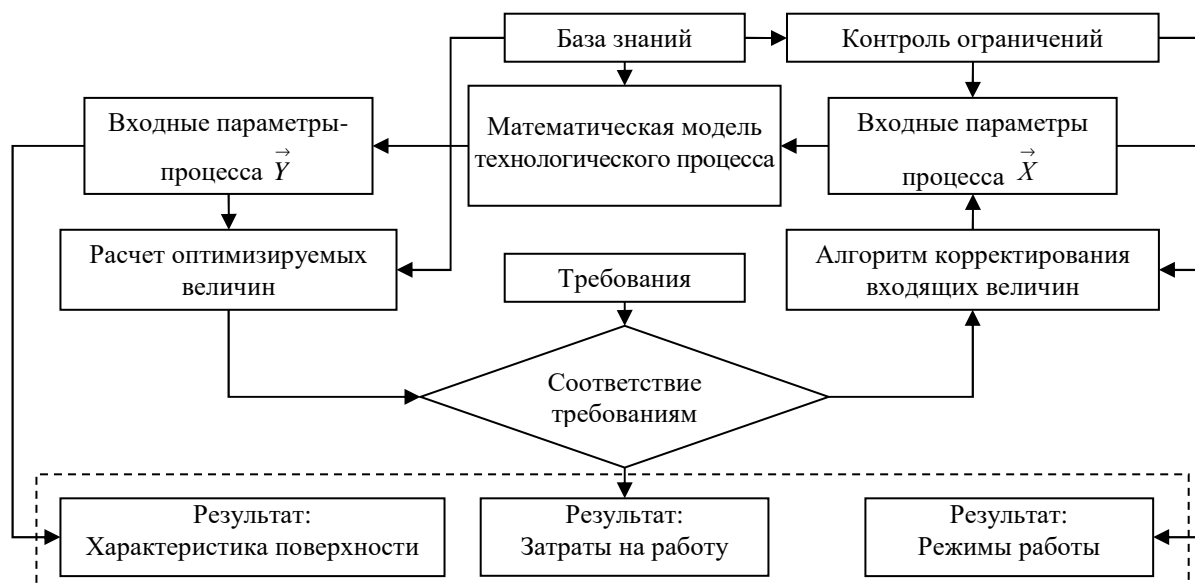 База знаний
Контроль ограничений
Входные параметры-
процесса Y⃗
Математическая модель
технологического процесса
Входные параметры
процесса X⃗
Расчет оптимизируемых
величин
Требования
Алгоритм корректирования
входящих величин
Соответствие
требованиям
Результат:
Характеристика поверхности
Результат:
Затраты на работу
Результат:
Режимы работы